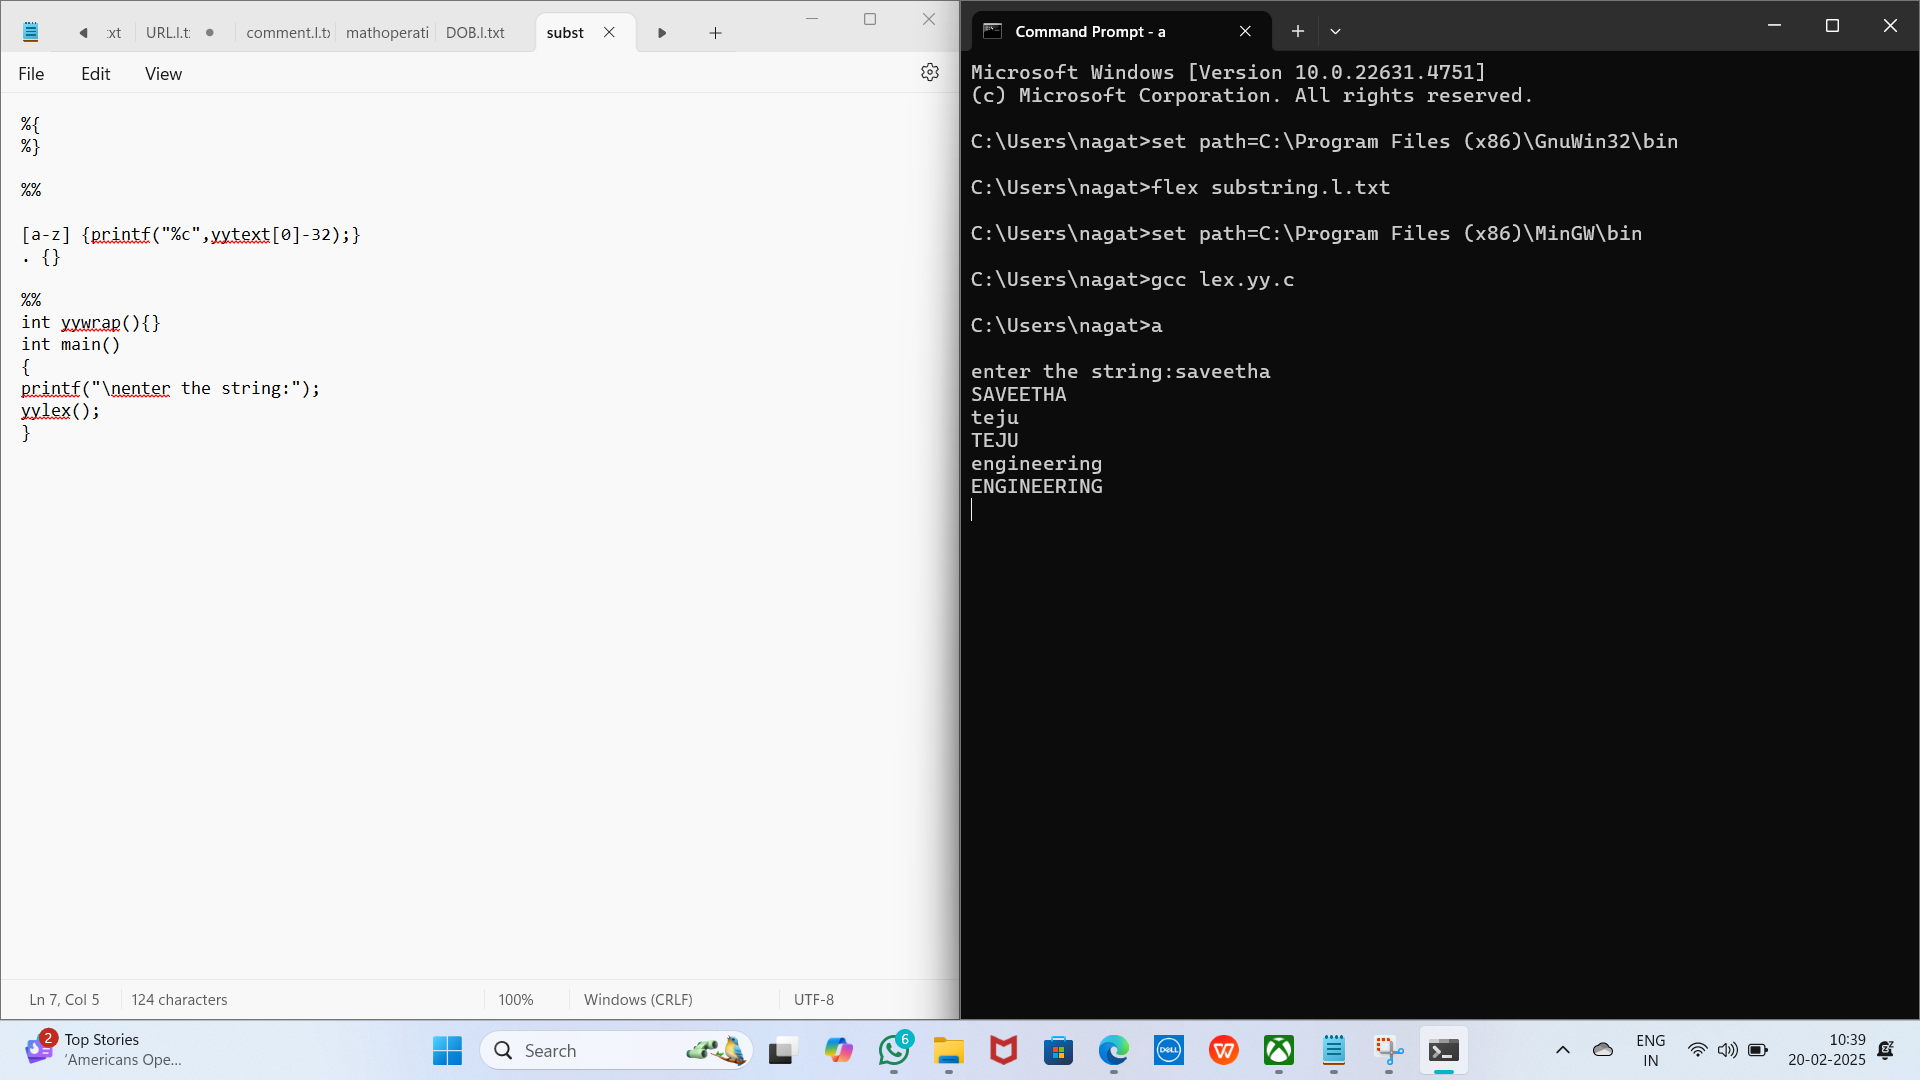 :xt
URL.l.t:
comment.l.tx
mathoperati
DOB.l.txt
subst
File
Edit
View
%{
%}
%%
[a-z] {printf("%c",yytext[0]-32);}
. {}
%%
int yywrap(){}
int main()
{
printf("\nenter the string:");
yylex();
}
Ln 7, Col 5
124 characters
100%
Windows (CRLF)
UTF-8
Command Prompt - a
Microsoft Windows [Version 10.0.22631.4751]
(c) Microsoft Corporation. All rights reserved.
C:\Users\nagat>set path=C:\Program Files (x86)\GnuWin32\bin
C:\Users\nagat>flex substring.l.txt
C:\Users\nagat>set path=C:\Program Files (x86)\MinGW\bin
C:\Users\nagat>gcc lex.yy.c
C:\Users\nagat>a
enter the string:saveetha
SAVEETHA
teju
TEJU
engineering
ENGINEERING
2
Top Stories
'Americans Ope...
Search
6
DELL
W
ENG
IN
10:39
20-02-2025